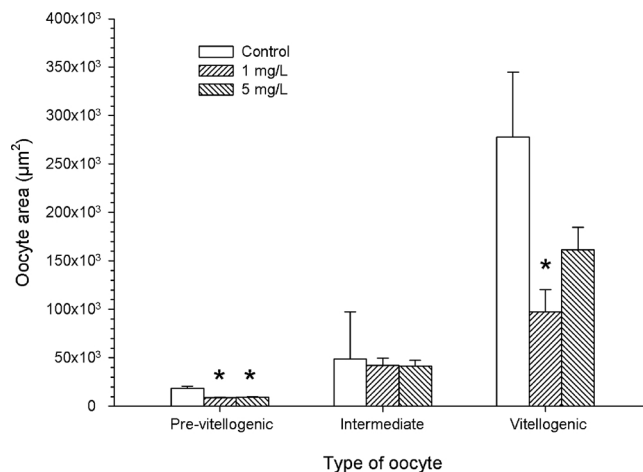 400x10³
350x10³
300x10³
250x10³
200x10³
150x10³
100x10³
50x10³
0
Oocyte area (µm²)
Control
1 mg/L
5 mg/L
* *
*
Pre-vitellogenic Intermediate Vitellogenic
Type of oocyte